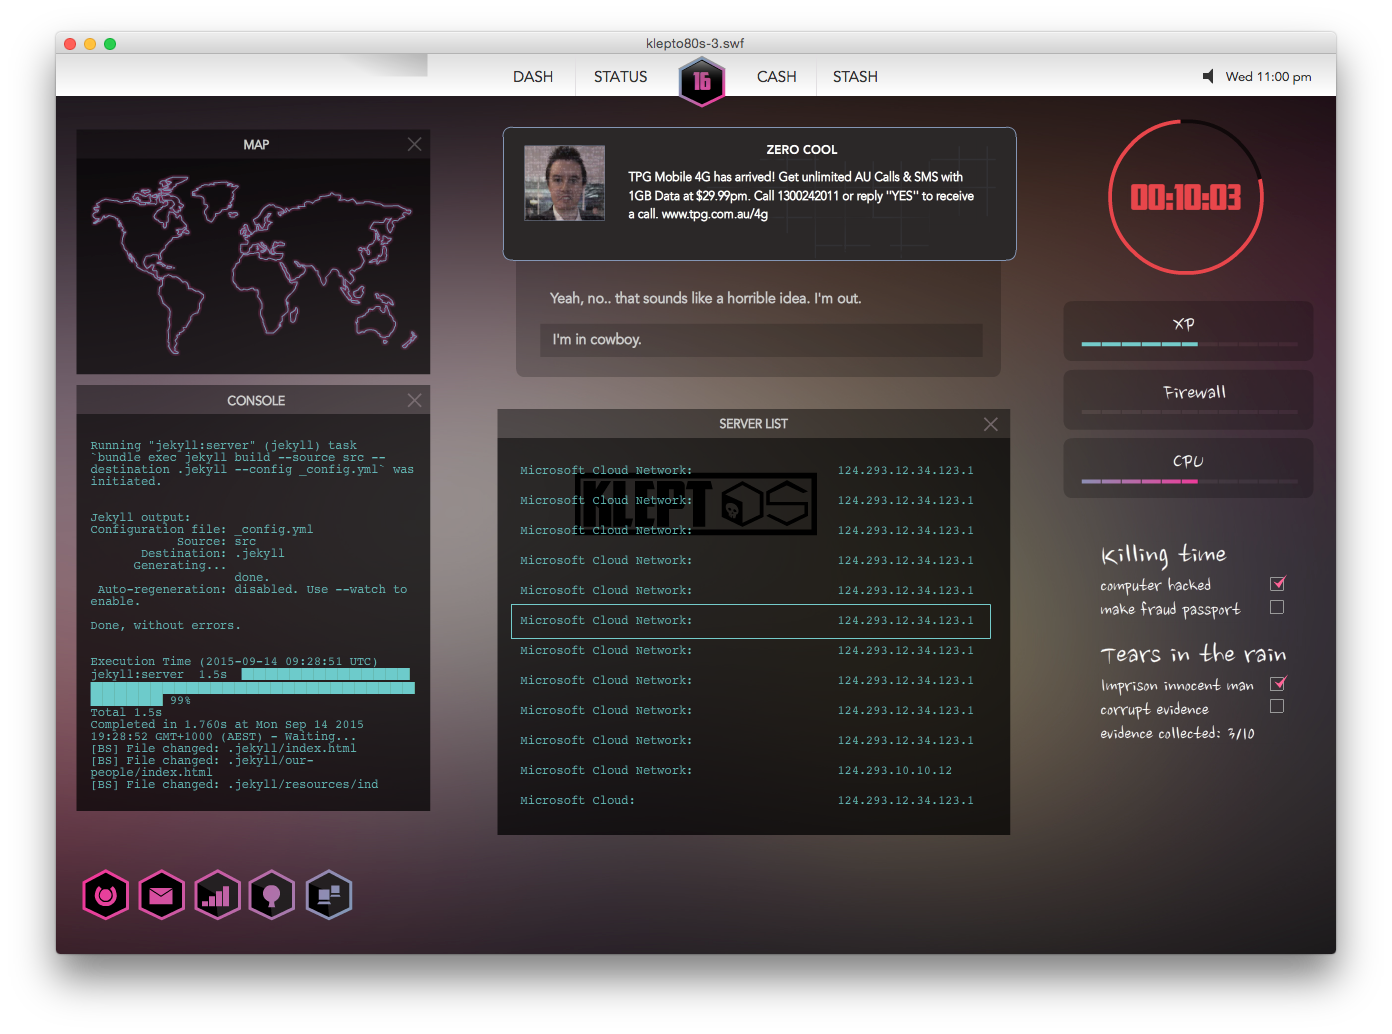 klepto80s-3.swf
DASH
STATUS
16
CASH
STASH
Wed 11:00 pm
MAP
ZERO COOL
TPG Mobile 4G has arrived! Get unlimited AU Calls & SMS with
1GB Data at $29.99pm. Call 1300242011 or reply "YES" to receive
a call. www.tpg.com.au/4g
Yeah, no.. that sounds like a horrible idea. I'm out.
I'm in cowboy.
00:10:03
XP
Firewall
CPU
CONSOLE
Running "jekyll:server" (jekyll) task
`bundle exec jekyll build --source src --
destination .jekyll --config _config.yml` was
initiated.
Jekyll output:
Configuration file: _config.yml
Source: src
Destination: .jekyll
Generating...
done.
Auto-regeneration: disabled. Use --watch to
enable.
Done, without errors.
Execution Time (2015-09-14 09:28:51 UTC)
jekyll:server 1.5s
99%
Total 1.5s
Completed in 1.760s at Mon Sep 14 2015
19:28:52 GMT+1000 (AEST) - Waiting...
[BS] File changed: .jekyll/index.html
[BS] File changed: .jekyll/our-
people/index.html
[BS] File changed: .jekyll/resources/ind
SERVER LIST
KLEPTOS
Microsoft Cloud Network: 124.293.12.34.123.1
Microsoft Cloud Network: 124.293.12.34.123.1
Microsoft Cloud Network: 124.293.12.34.123.1
Microsoft Cloud Network: 124.293.12.34.123.1
Microsoft Cloud Network: 124.293.12.34.123.1
Microsoft Cloud Network: 124.293.12.34.123.1
Microsoft Cloud Network: 124.293.12.34.123.1
Microsoft Cloud Network: 124.293.12.34.123.1
Microsoft Cloud Network: 124.293.12.34.123.1
Microsoft Cloud Network: 124.293.12.34.123.1
Microsoft Cloud Network: 124.293.10.10.12
Microsoft Cloud: 124.293.12.34.123.1
Killing time
computer hacked
make fraud passport
Tears in the rain
Imprison innocent man
corrupt evidence
evidence collected: 3/10